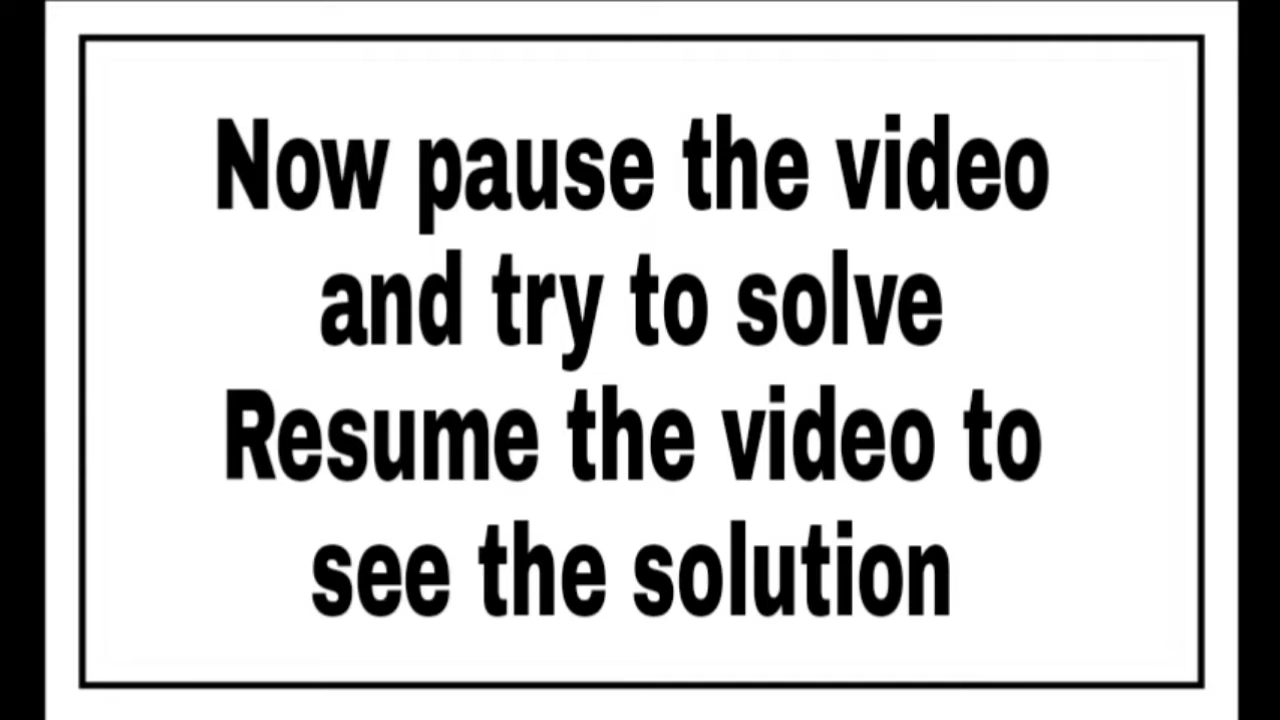 Now pause the video
and try to solve
Resume the video to
see the solution